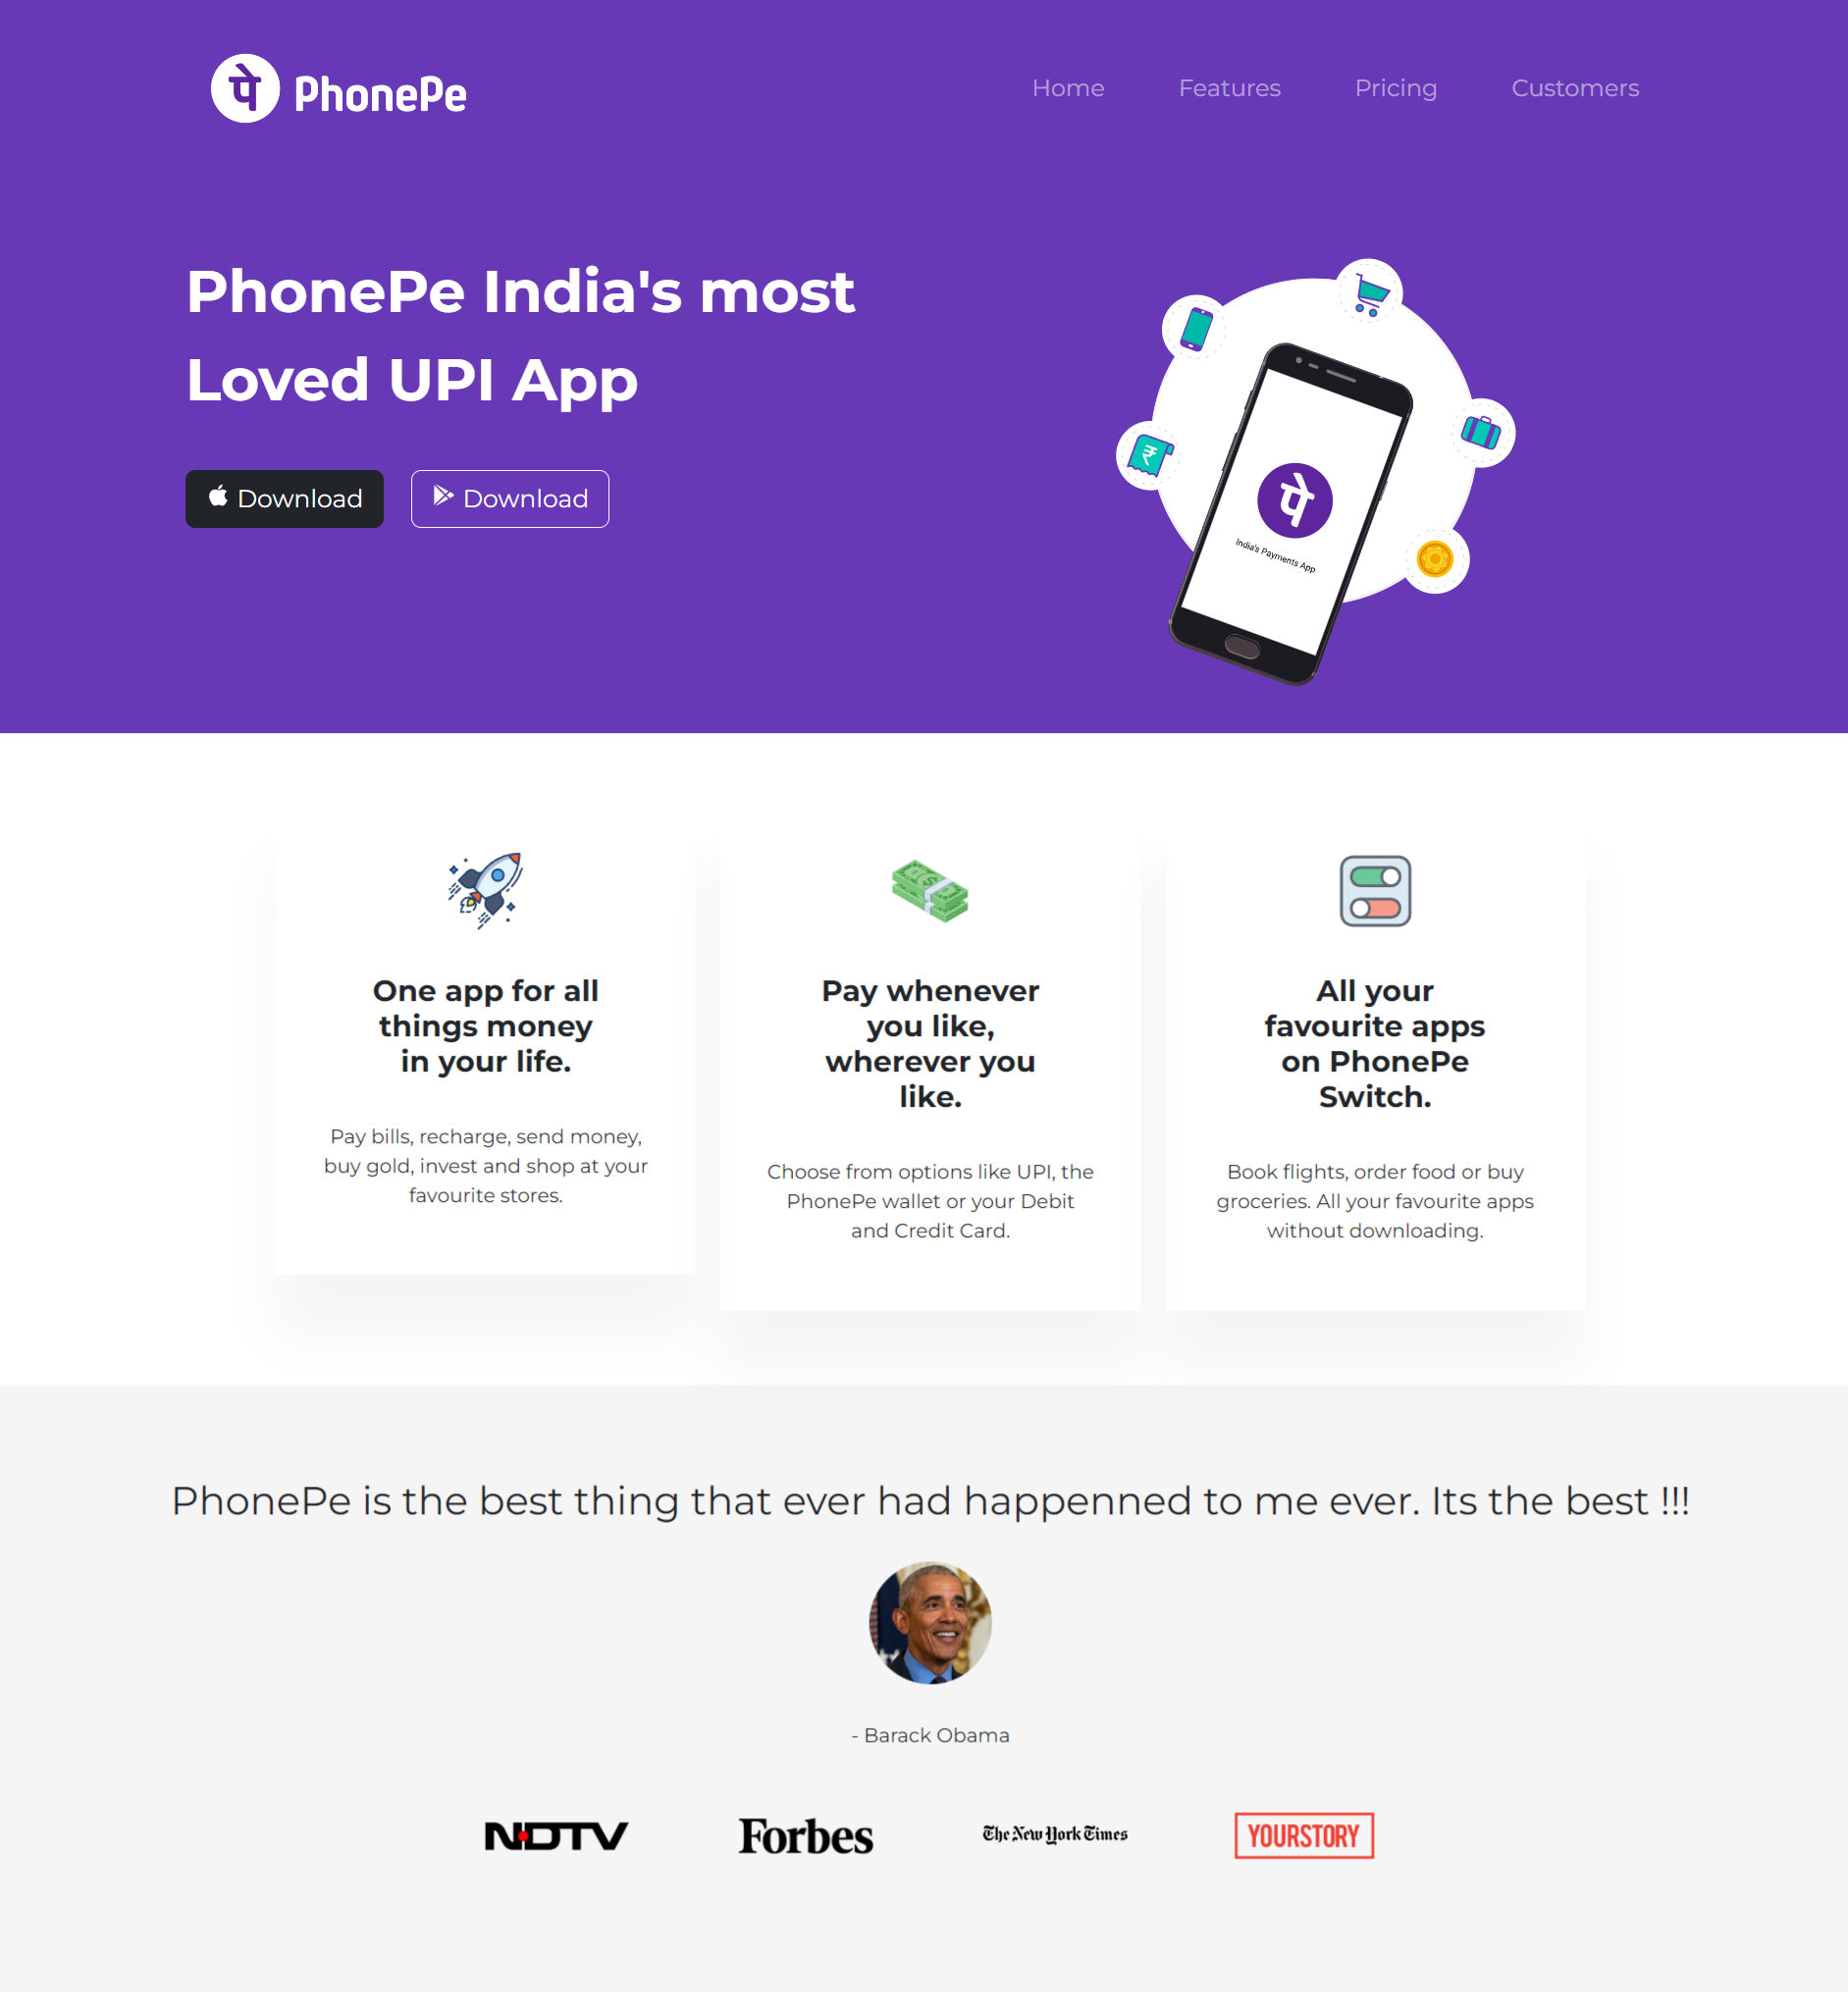 पे PhonePe
Home Features Pricing Customers
PhonePe India's most
Loved UPI App
Download Download
₹
पे
India's Payments App
One app for all
things money
in your life.
Pay bills, recharge, send money,
buy gold, invest and shop at your
favourite stores.
Pay whenever
you like,
wherever you
like.
Choose from options like UPI, the
PhonePe wallet or your Debit
and Credit Card.
All your
favourite apps
on PhonePe
Switch.
Book flights, order food or buy
groceries. All your favourite apps
without downloading.
PhonePe is the best thing that ever had happenned to me ever. Its the best !!!
- Barack Obama
NDTV Forbes The New York Times YOURSTORY